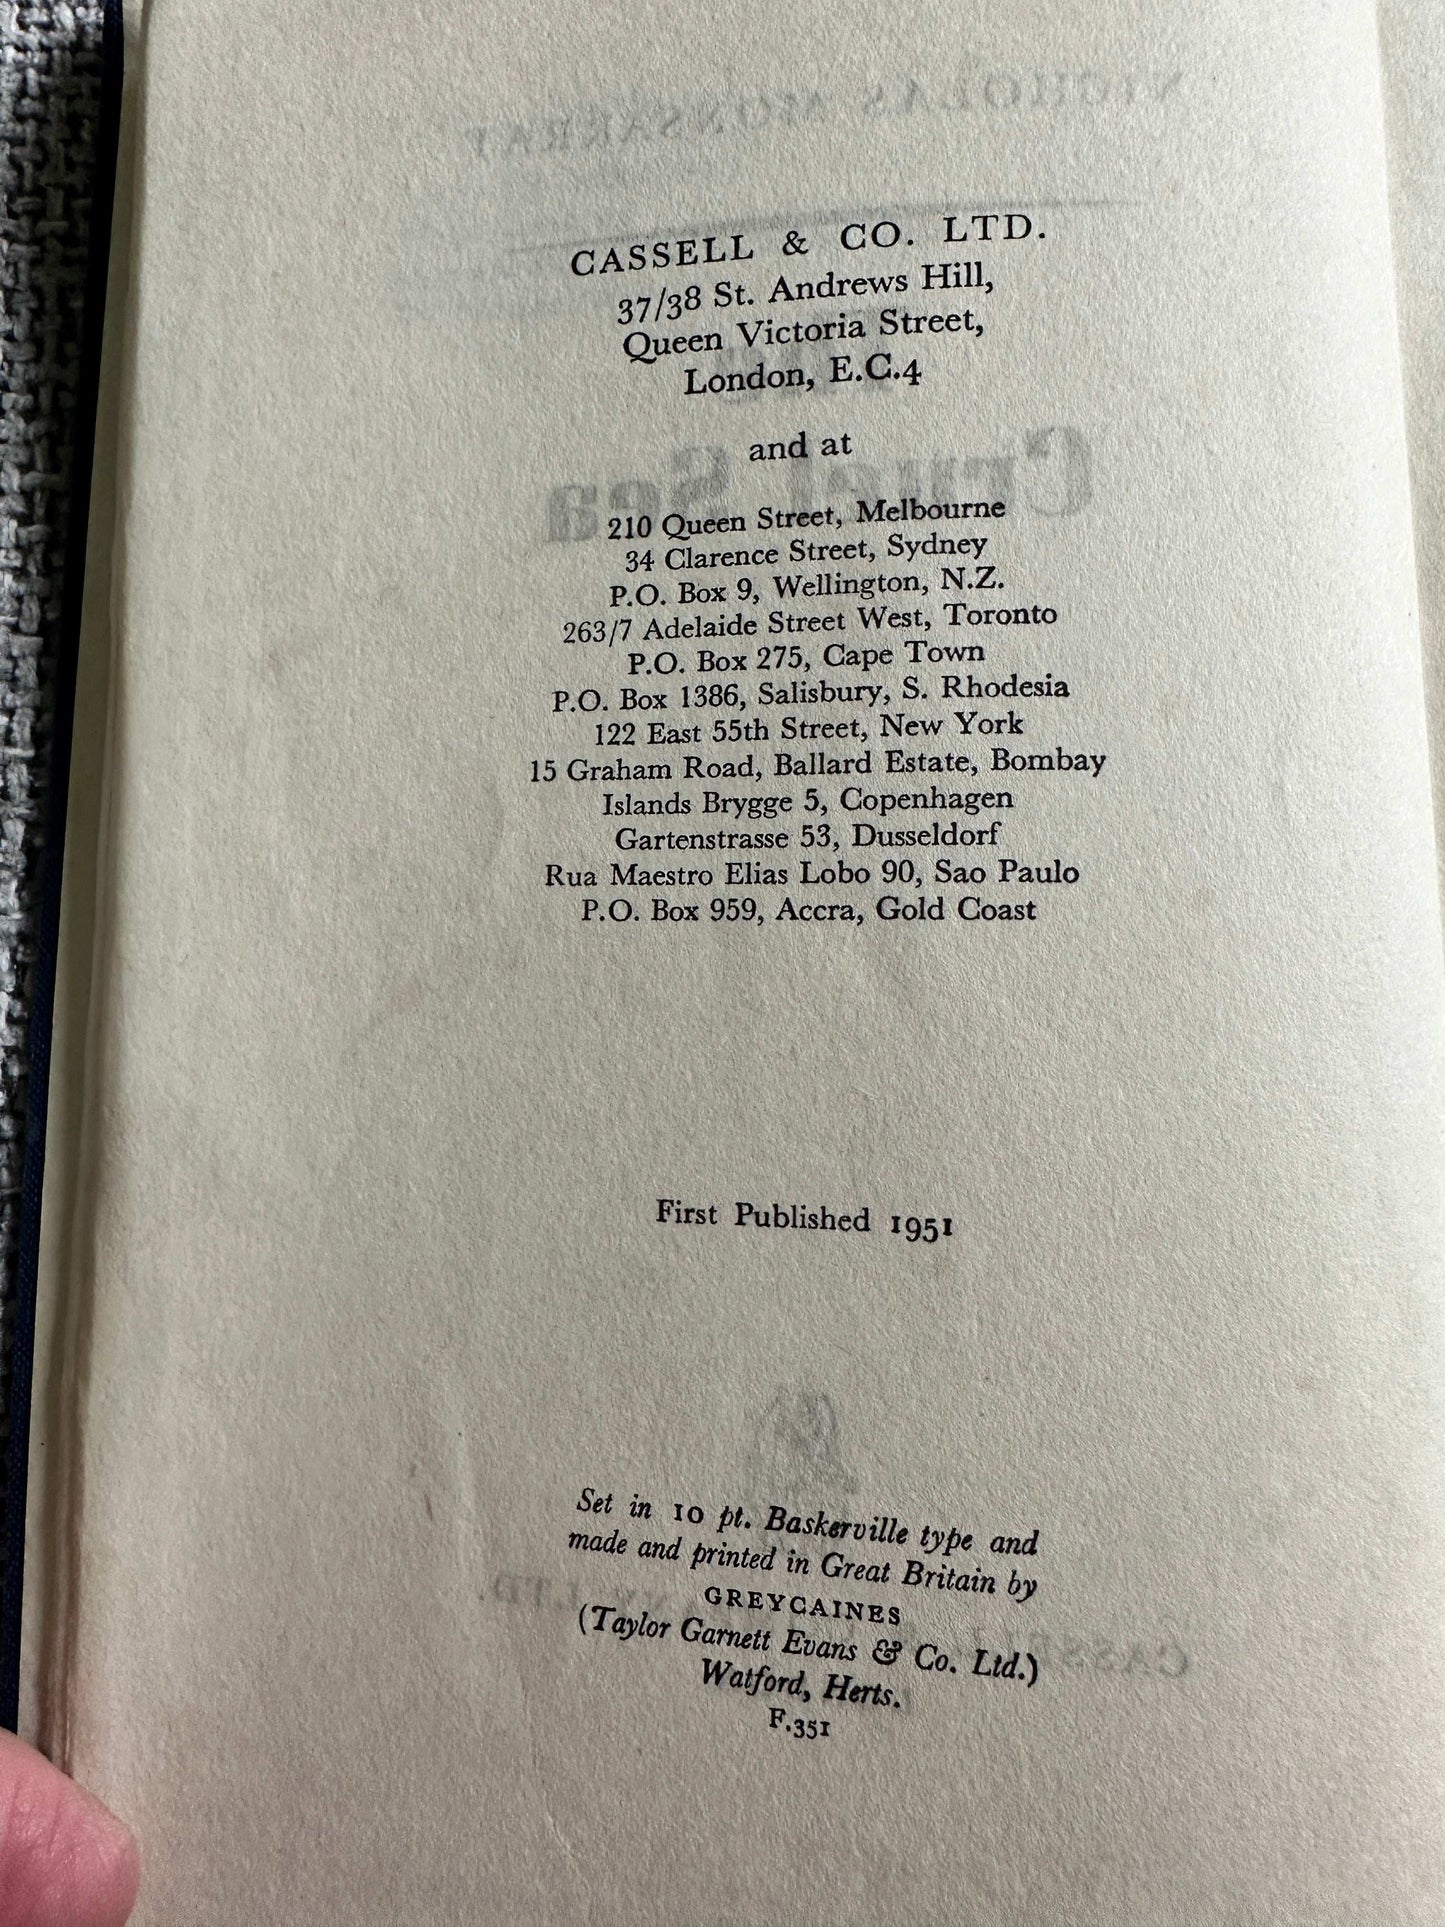 CASSELL & CO. LTD.
37/38 St. Andrews Hill,
Queen Victoria Street,
London, E.C.4
and at
210 Queen Street, Melbourne
34 Clarence Street, Sydney
P.O. Box 9, Wellington, N.Z.
263/7 Adelaide Street West, Toronto
P.O. Box 275, Cape Town
P.O. Box 1386, Salisbury, S. Rhodesia
122 East 55th Street, New York
15 Graham Road, Ballard Estate, Bombay
Islands Brygge 5, Copenhagen
Gartenstrasse 53, Dusseldorf
Rua Maestro Elias Lobo 90, Sao Paulo
P.O. Box 959, Accra, Gold Coast
First Published 1951
Set in 10 pt. Baskerville type and
made and printed in Great Britain by
GREYCAINES
(Taylor Garnett Evans & Co. Ltd.)
Watford, Herts.
F.351